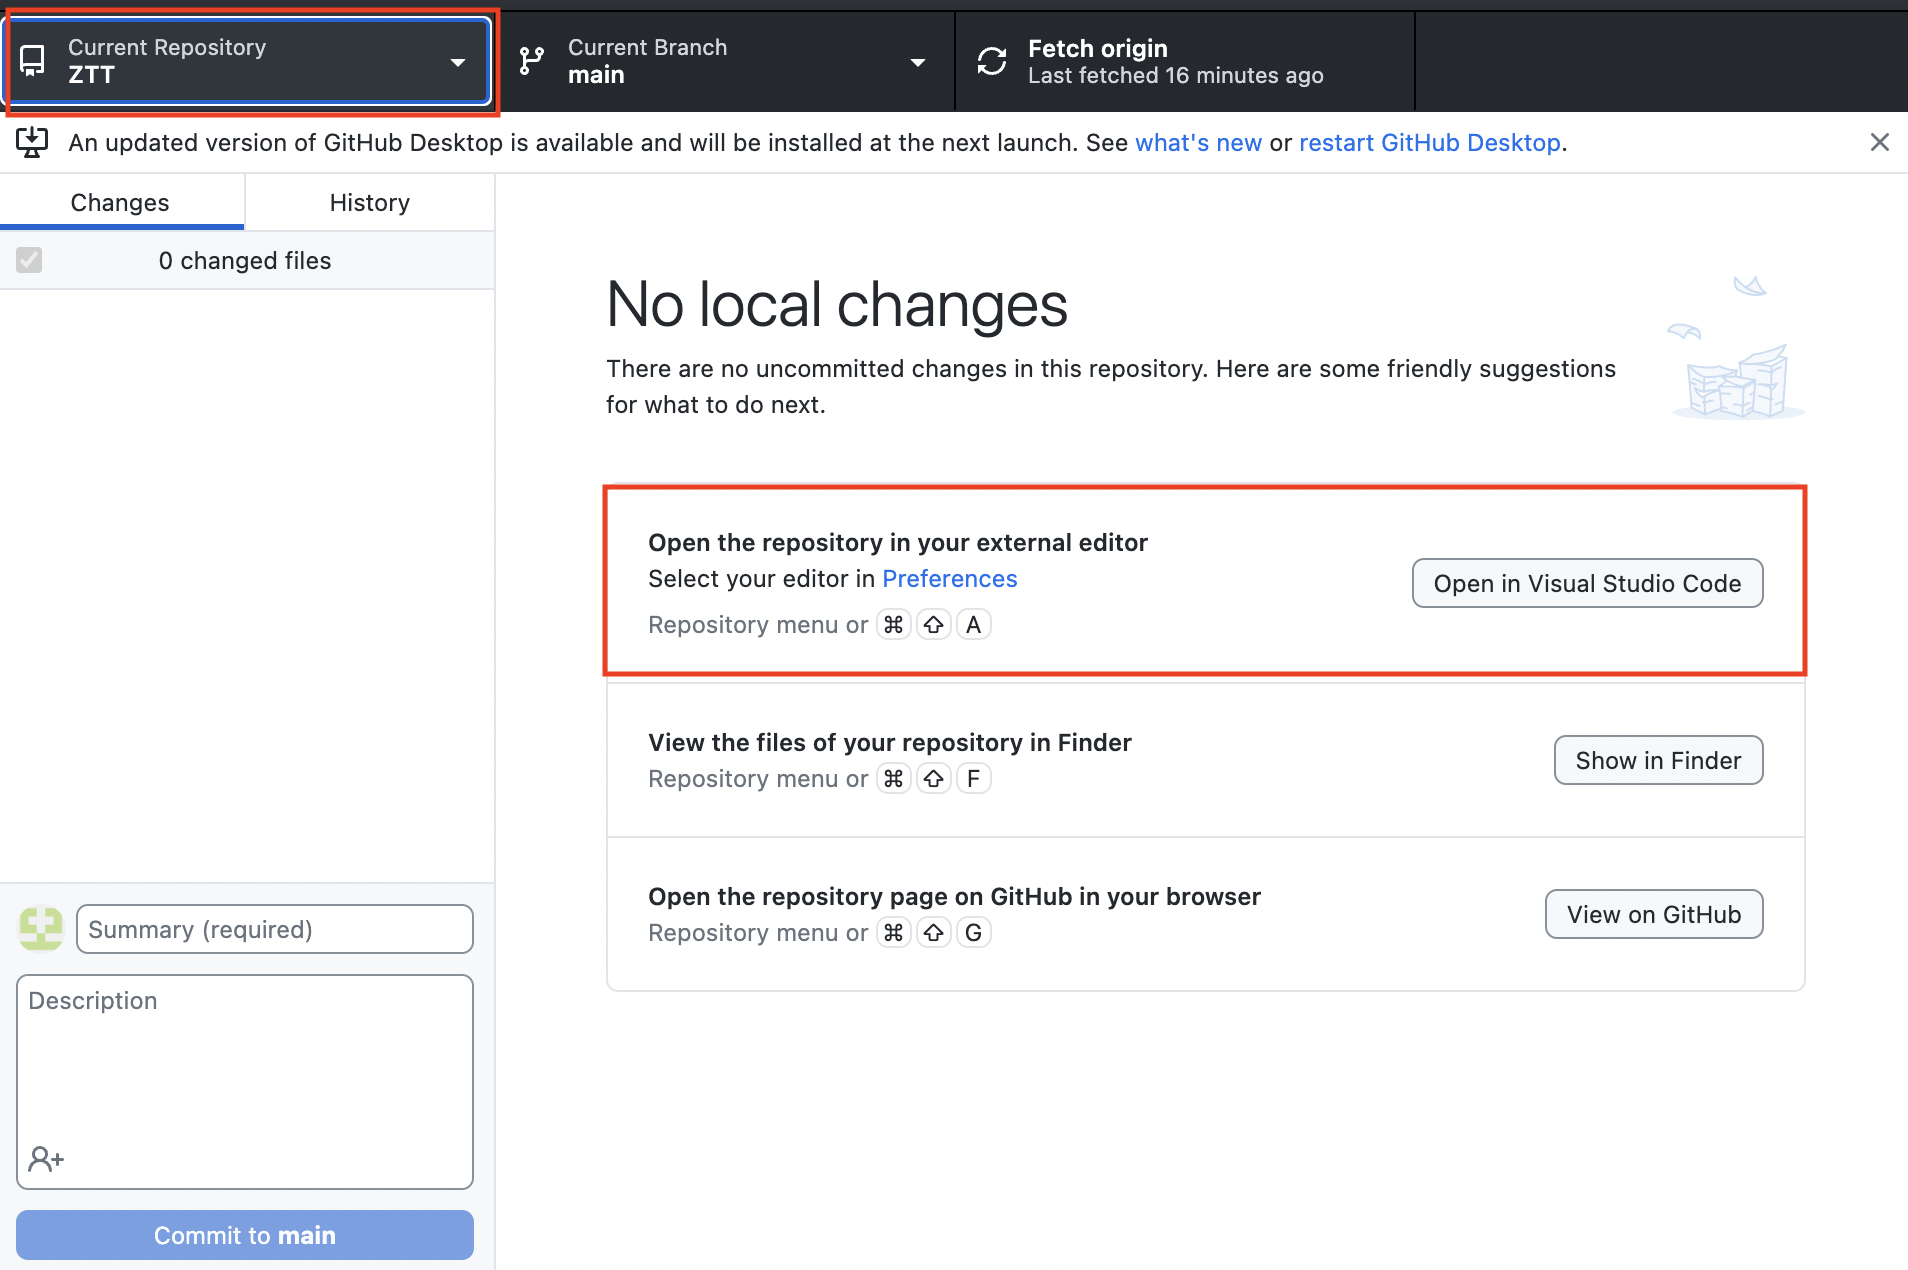 Current Repository
ZTT
Current Branch
main
Fetch origin
Last fetched 16 minutes ago
An updated version of GitHub Desktop is available and will be installed at the next launch. See what's new or restart GitHub Desktop.
Changes
History
0 changed files
No local changes
There are no uncommitted changes in this repository. Here are some friendly suggestions
for what to do next.
Open the repository in your external editor
Select your editor in Preferences
Repository menu or ⌘ ⇧ A
Open in Visual Studio Code
View the files of your repository in Finder
Repository menu or ⌘ ⇧ F
Show in Finder
Open the repository page on GitHub in your browser
Repository menu or ⌘ ⇧ G
View on GitHub
Summary (required)
Description
Commit to main